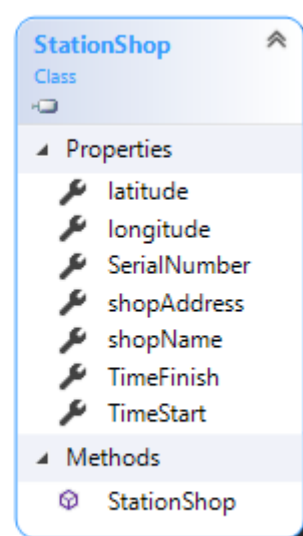 StationShop
Class
Properties
latitude
longitude
SerialNumber
shopAddress
shopName
TimeFinish
TimeStart
Methods
StationShop